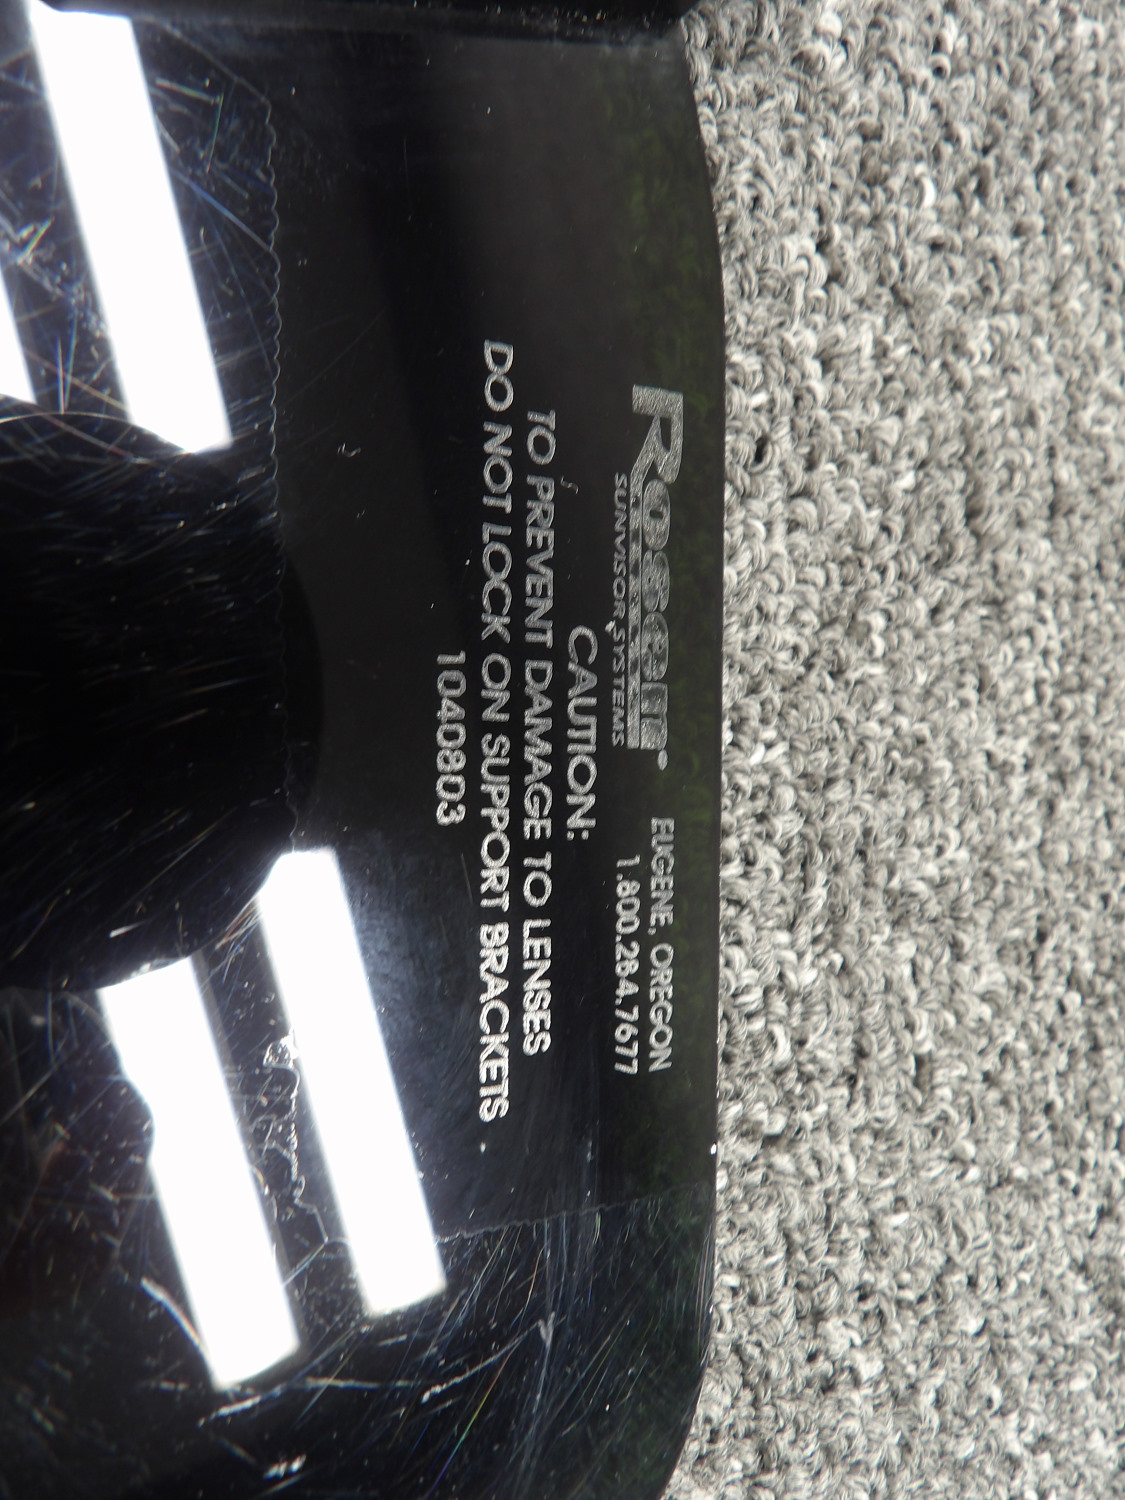 Rosen
SUNVISOR SYSTEMS
EUGENE, OREGON
1.800.284.7677
CAUTION:
TO PREVENT DAMAGE TO LENSES
DO NOT LOCK ON SUPPORT BRACKETS
1040803